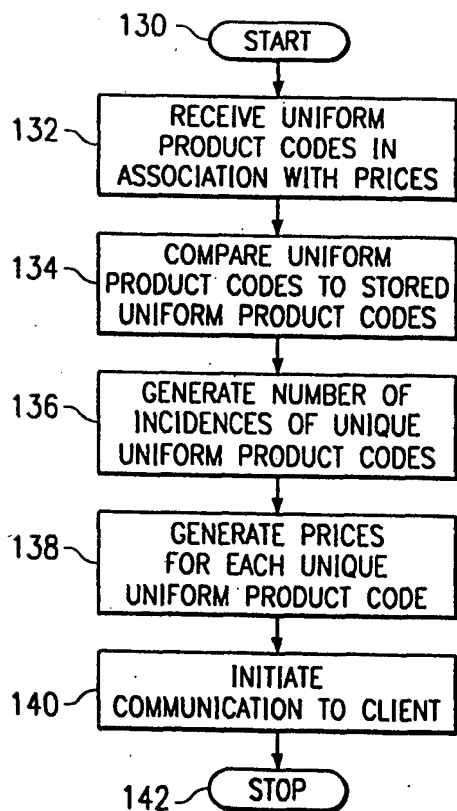 130
START
132
RECEIVE UNIFORM
PRODUCT CODES IN
ASSOCIATION WITH PRICES
134
COMPARE UNIFORM
PRODUCT CODES TO STORED
UNIFORM PRODUCT CODES
136
GENERATE NUMBER OF
INCIDENCES OF UNIQUE
UNIFORM PRODUCT CODES
138
GENERATE PRICES
FOR EACH UNIQUE
UNIFORM PRODUCT CODE
140
INITIATE
COMMUNICATION TO CLIENT
142
STOP